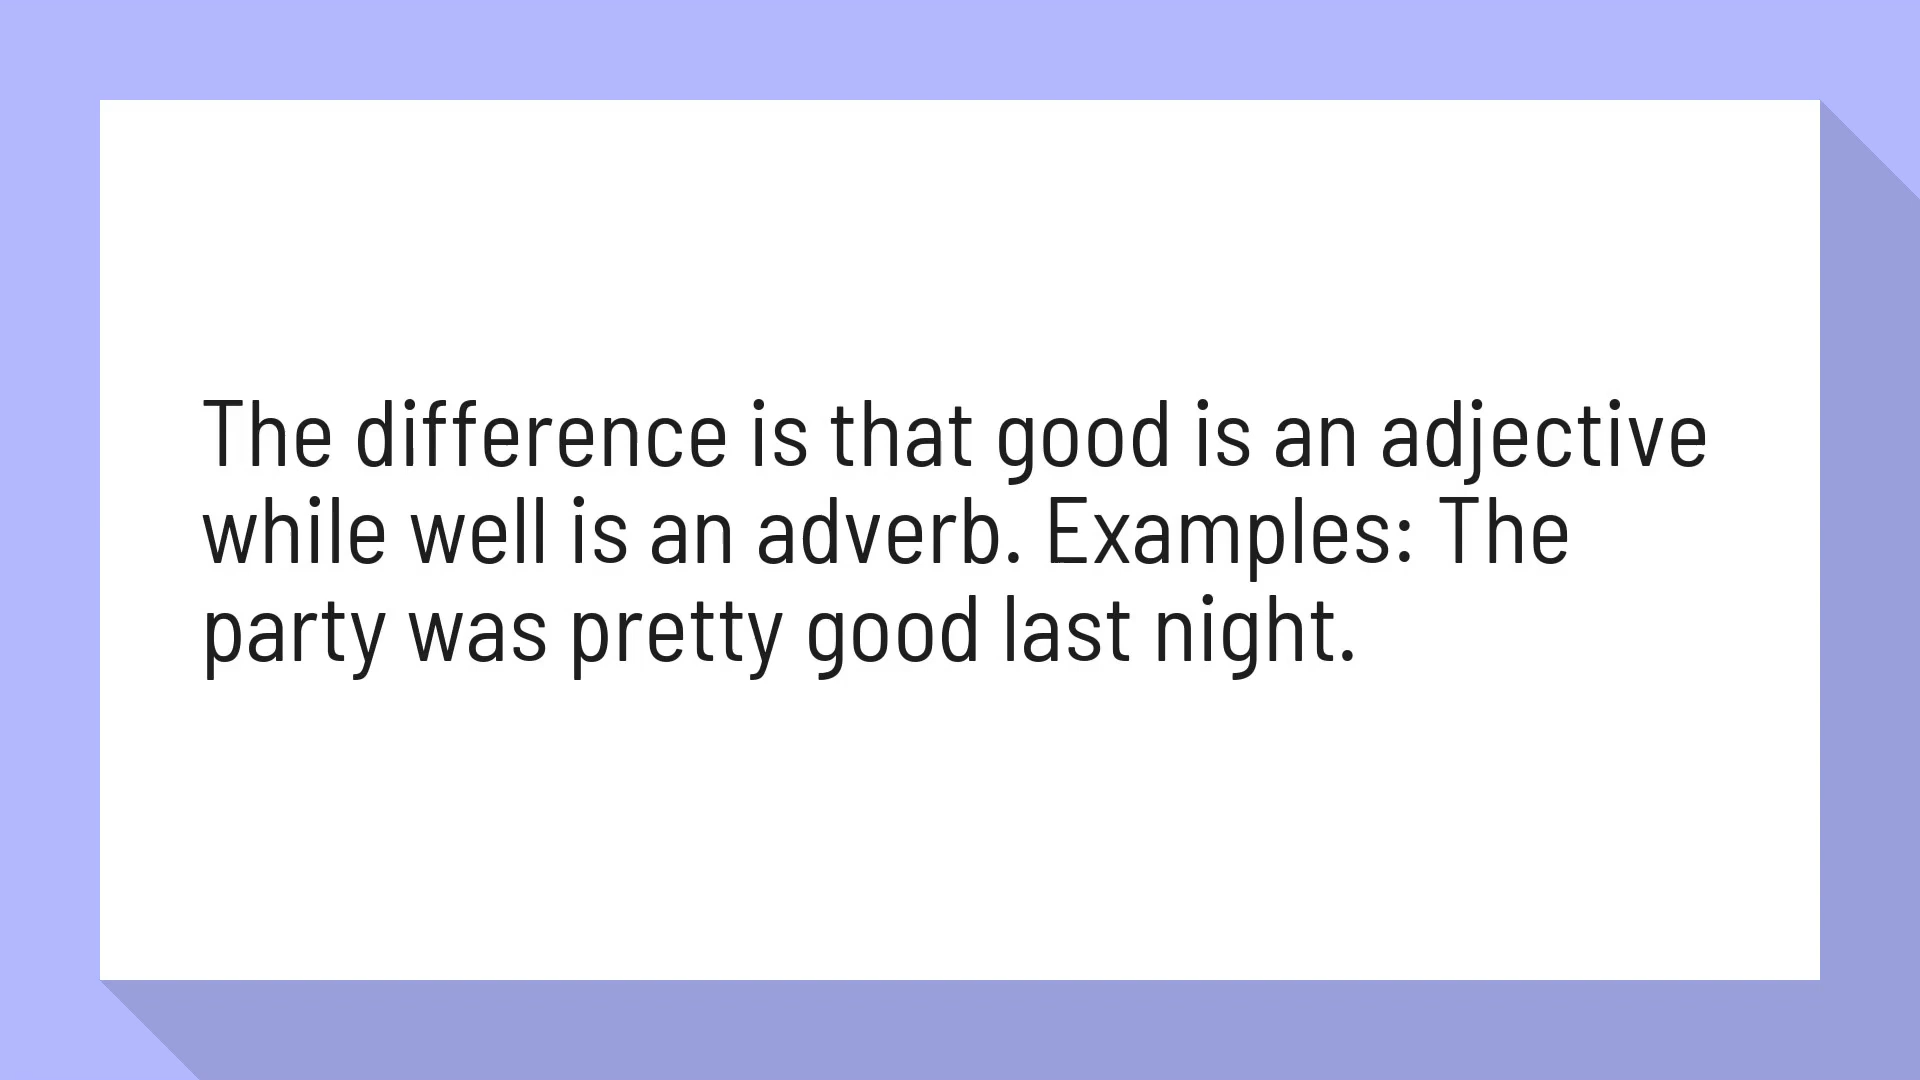 The difference is that good is an adjective
while well is an adverb. Examples: The
party was pretty good last night.